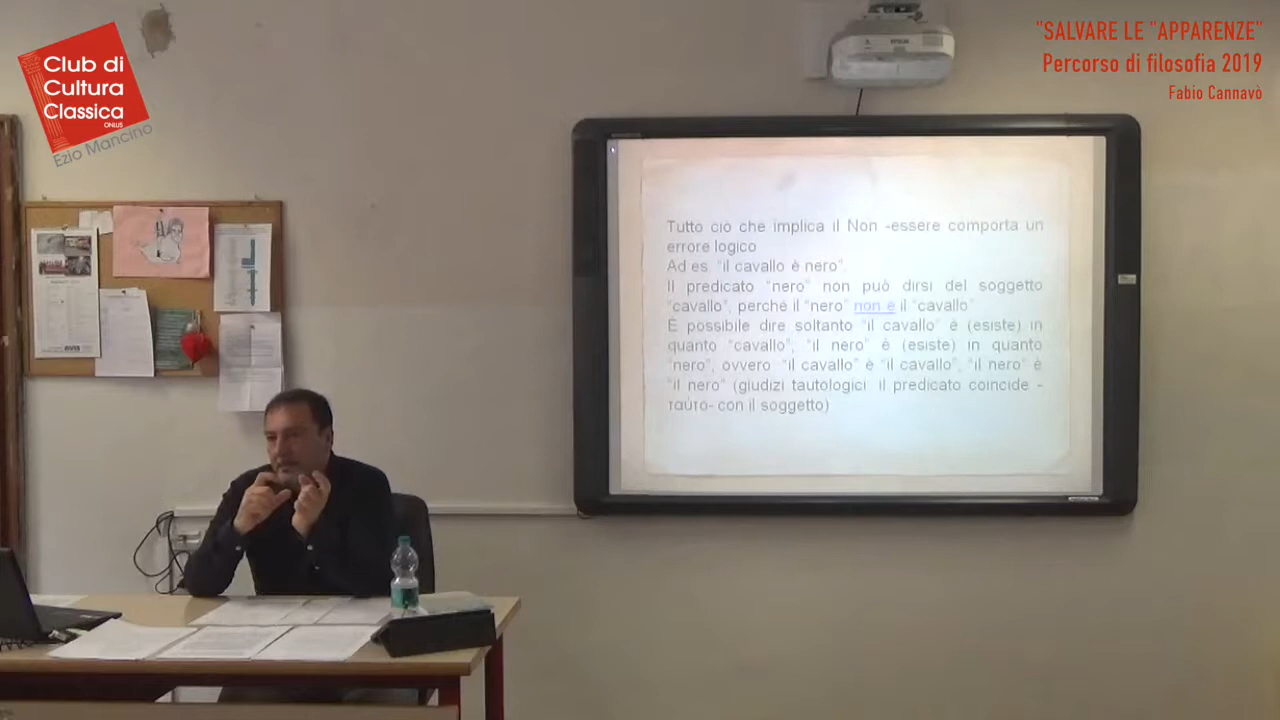 Club di
Cultura
Classica
ONLUS
Ezio Mancino
"SALVARE LE "APPARENZE"
Percorso di filosofia 2019
Fabio Cannavò
EPSON
Tutto ciò che implica il Non -essere comporta un
errore logico
Ad es. "il cavallo è nero".
Il predicato "nero" non può dirsi del soggetto
"cavallo", perché il "nero" non è il "cavallo"
È possibile dire soltanto "il cavallo" è (esiste) in
quanto "cavallo", "il nero" è (esiste) in quanto
"nero", ovvero "il cavallo" è "il cavallo", "il nero" è
"il nero" (giudizi tautologici: il predicato coincide -
ταύτο- con il soggetto)